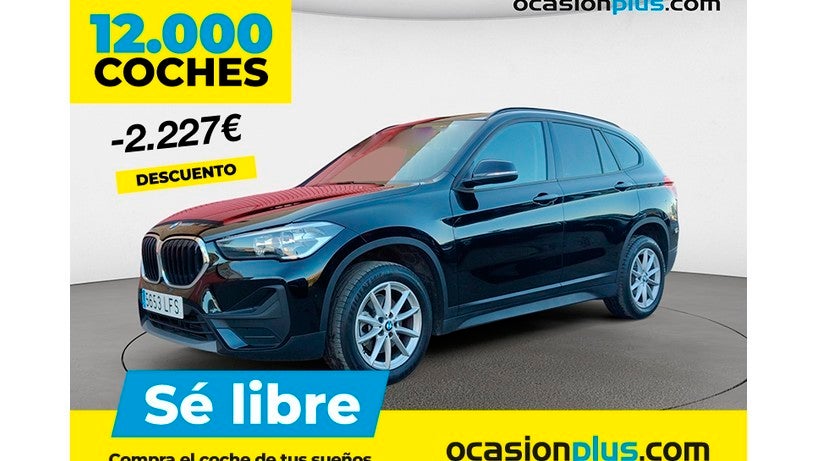 ocasionplus.com
12.000
COCHES
-2.227€
DESCUENTO
5653 LFS
Sé libre
Compra el coche de tus sueños
ocasionplus.com